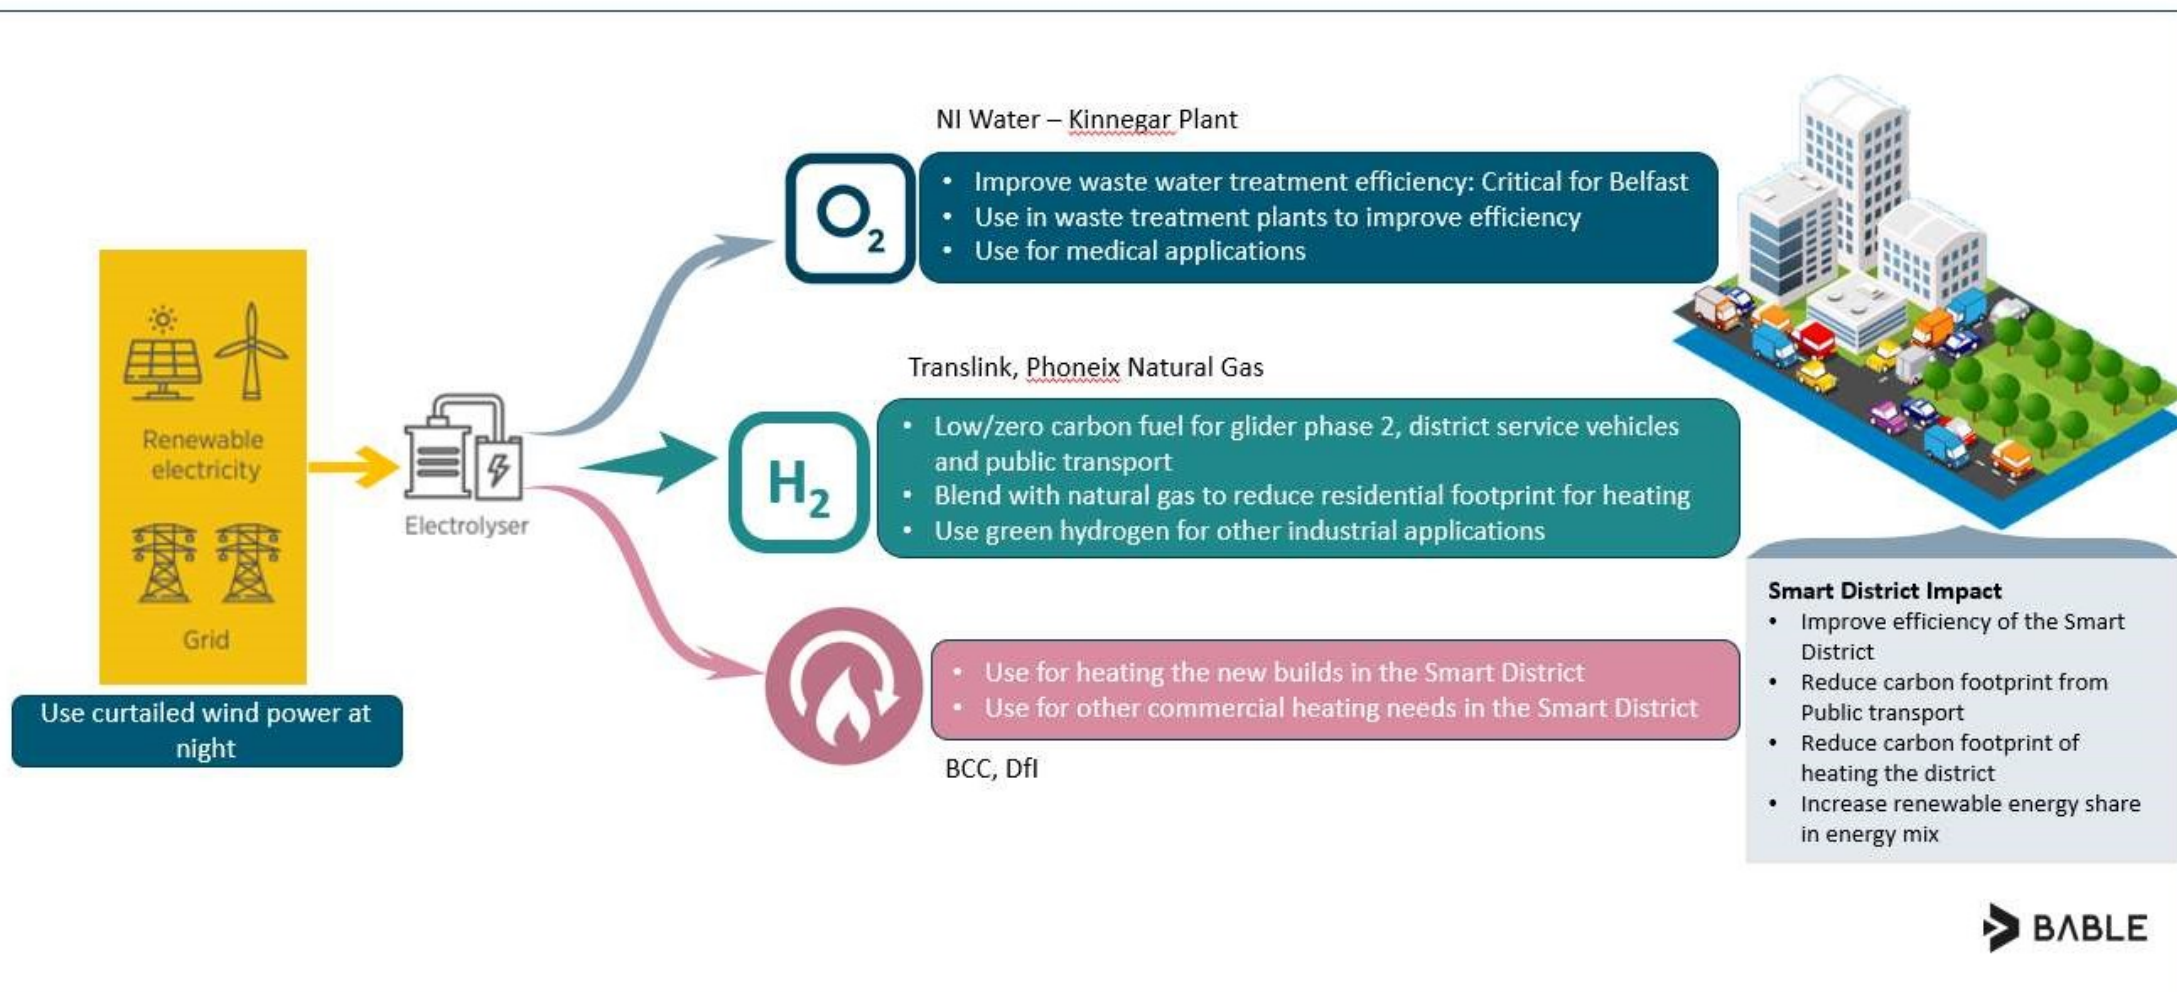 NI Water – Kinnegar Plant
O2
• Improve waste water treatment efficiency: Critical for Belfast
• Use in waste treatment plants to improve efficiency
• Use for medical applications
Renewable
electricity
Grid
Use curtailed wind power at
night
Electrolyser
Translink, Phoneix Natural Gas
H2
• Low/zero carbon fuel for glider phase 2, district service vehicles
and public transport
• Blend with natural gas to reduce residential footprint for heating
• Use green hydrogen for other industrial applications
• Use for heating the new builds in the Smart District
• Use for other commercial heating needs in the Smart District
BCC, DfI
Smart District Impact
• Improve efficiency of the Smart
District
• Reduce carbon footprint from
Public transport
• Reduce carbon footprint of
heating the district
• Increase renewable energy share
in energy mix
BABLE